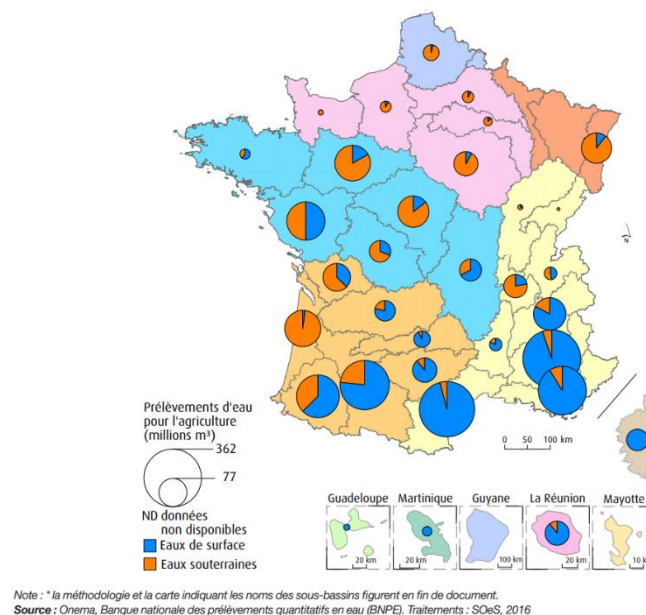 Prélèvements d'eau
pour l'agriculture
(millions m³)
362
77
ND données
non disponibles
Eaux de surface
Eaux souterraines
N
0 50 100 km
Guadeloupe
20 km
Martinique
20 km
Guyane
100 km
La Réunion
20 km
Mayotte
10 k
Note : * la méthodologie et la carte indiquant les noms des sous-bassins figurent en fin de document.
Source : Onema, Banque nationale des prélèvements quantitatifs en eau (BNPE). Traitements : SOeS, 2016